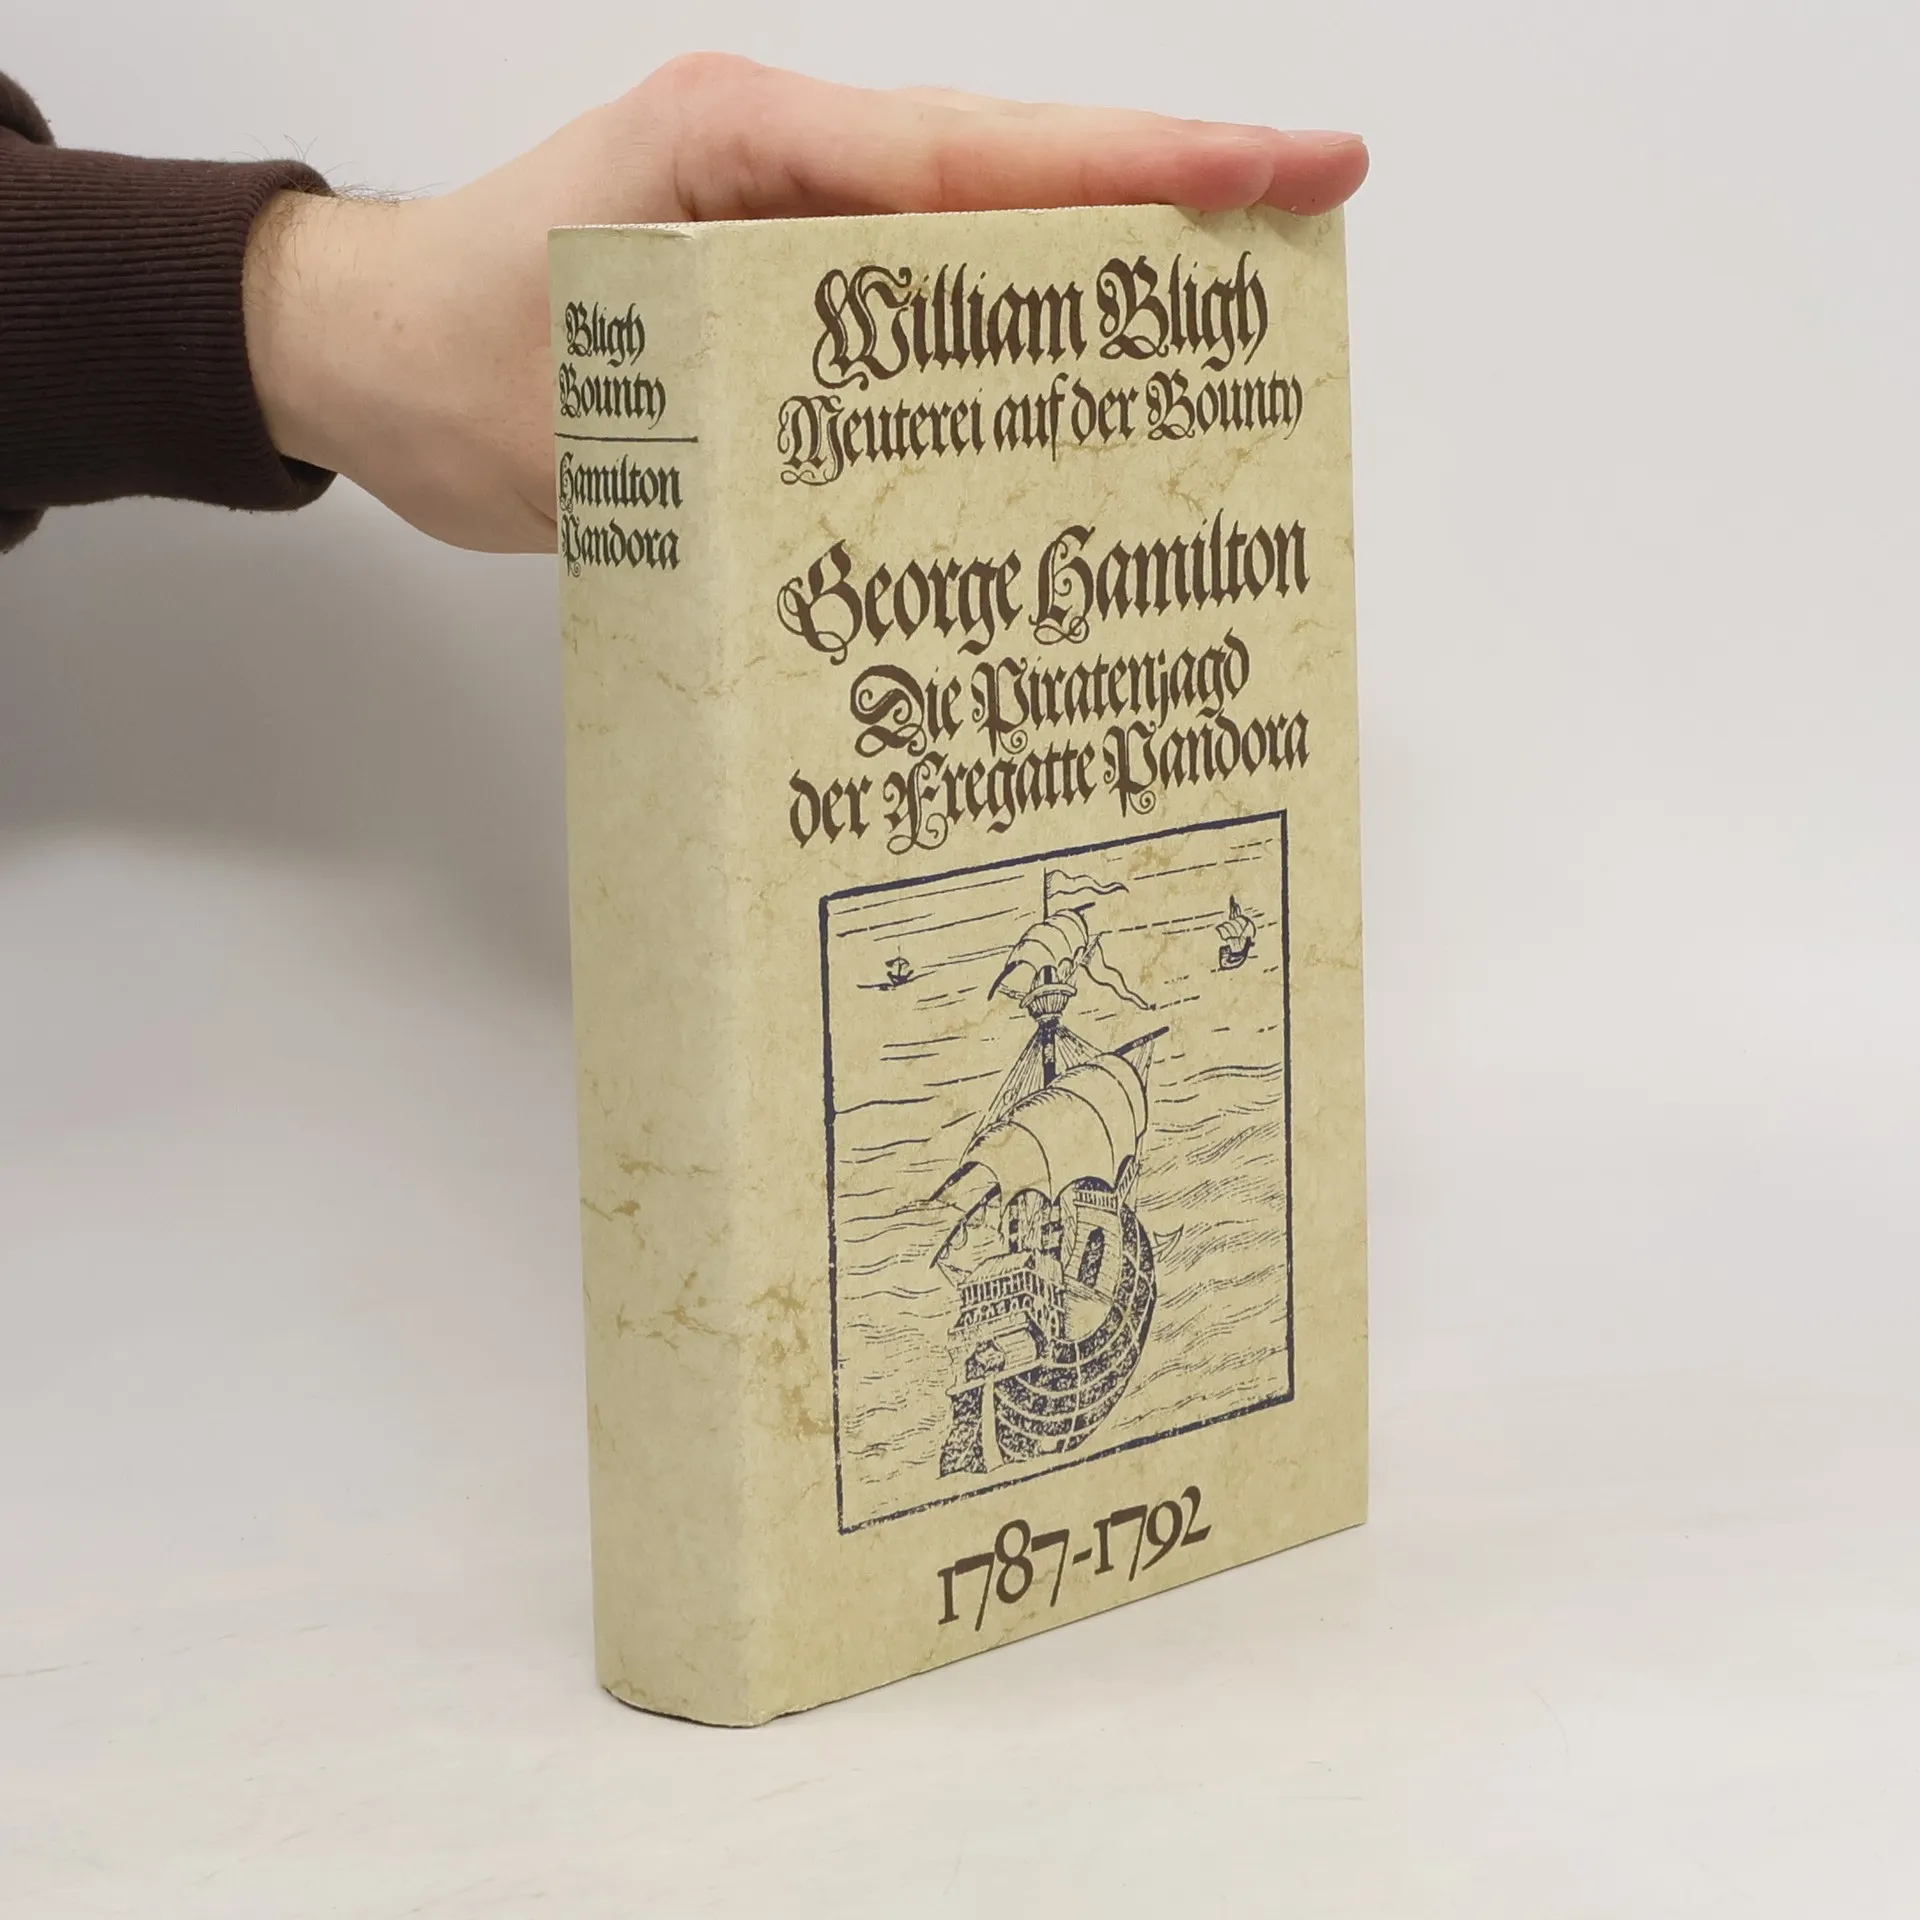 Bligh
Bounty
Hamilton
Pandora
William Bligh
Meuterei auf der Bounty
George Hamilton
Die Piratenjagd
der Fregatte Pandora
1787-1792